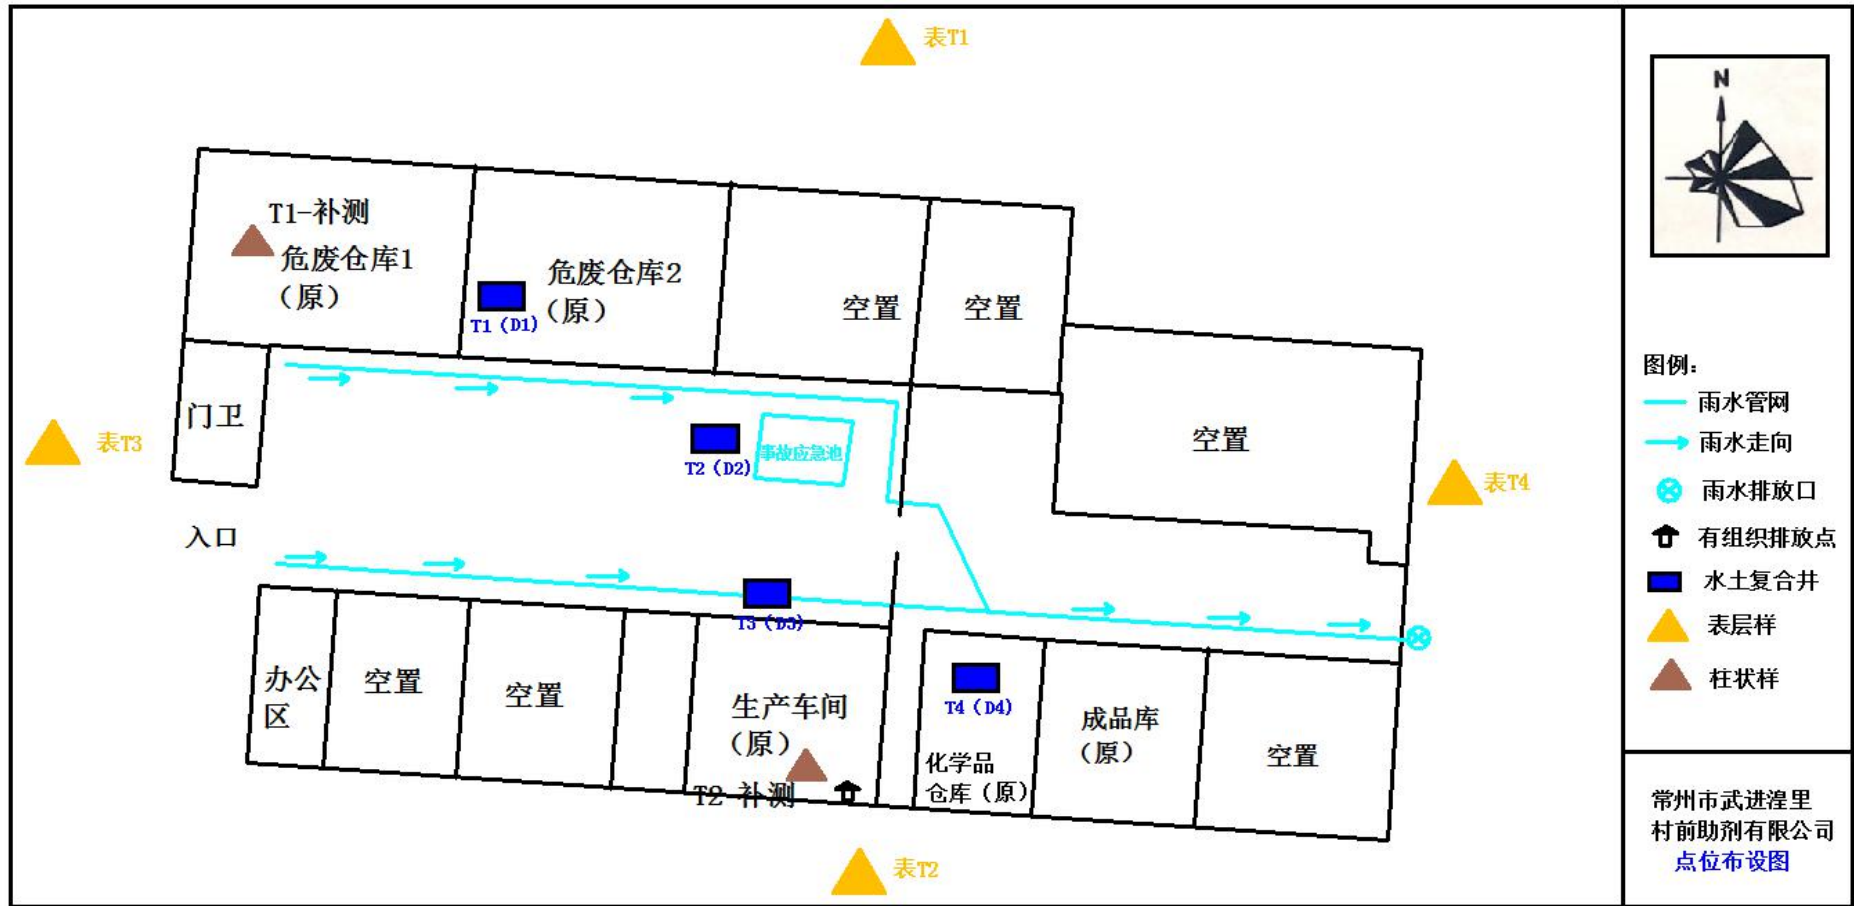 表T1
N
T1-补测
危废仓库1
（原）
危废仓库2
（原）
T1（D1）
空置
空置
门卫
表T3
T2（D2）
事故应急池
空置
表T4
入口
T3（D3）
办公
区
空置
空置
生产车间
（原）
T2-补测
T4（D4）
化学品
仓库（原）
成品库
（原）
空置
表T2
图例：
雨水管网
雨水走向
雨水排放口
有组织排放点
水土复合井
表层样
柱状样
常州市武进湟里
村前助剂有限公司
点位布设图